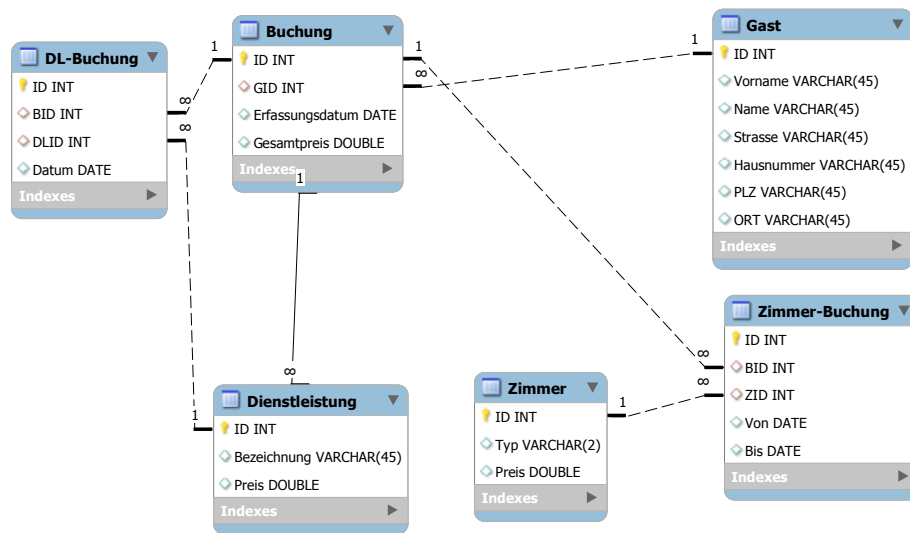 DL-Buchung
ID INT
BID INT
DLID INT
Datum DATE
Indexes
Buchung
ID INT
GID INT
Erfassungsdatum DATE
Gesamtpreis DOUBLE
Indexes
Gast
ID INT
Vorname VARCHAR(45)
Name VARCHAR(45)
Strasse VARCHAR(45)
Hausnummer VARCHAR(45)
PLZ VARCHAR(45)
ORT VARCHAR(45)
Indexes
Dienstleistung
ID INT
Bezeichnung VARCHAR(45)
Preis DOUBLE
Indexes
Zimmer
ID INT
Typ VARCHAR(2)
Preis DOUBLE
Indexes
Zimmer-Buchung
ID INT
BID INT
ZID INT
Von DATE
Bis DATE
Indexes
1
∞
∞
1
1
∞
1
∞
1
∞
1
∞